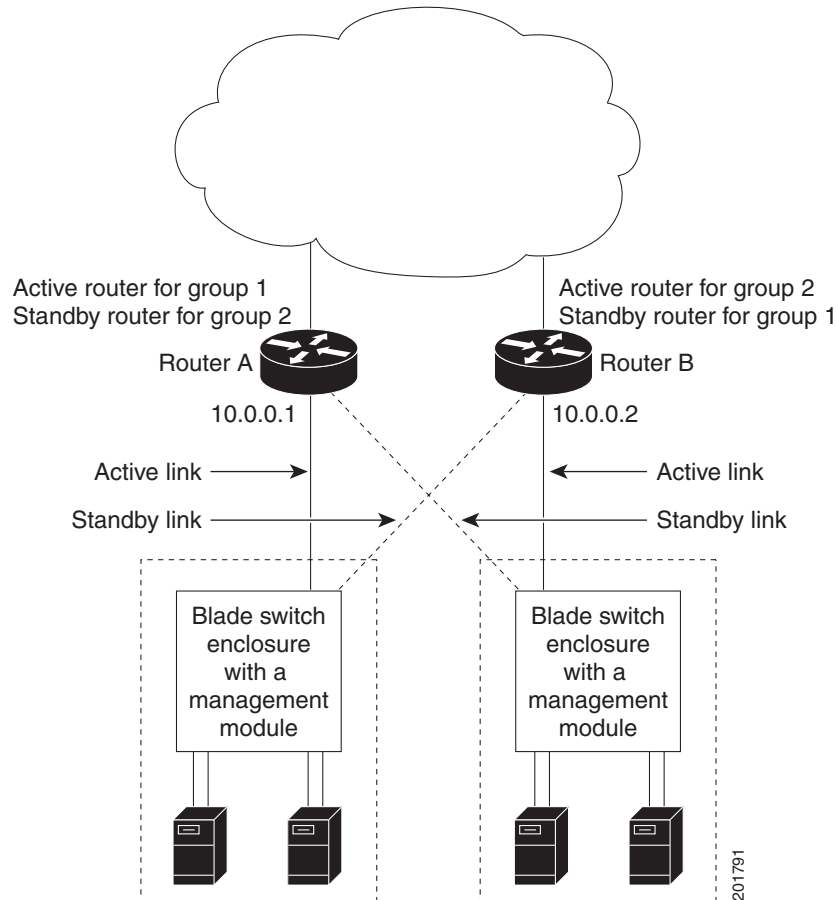 Active router for group 1
Standby router for group 2
Active router for group 2
Standby router for group 1
Router A
Router B
10.0.0.1
10.0.0.2
Active link
Active link
Standby link
Standby link
Blade switch
enclosure
with a
management
module
Blade switch
enclosure
with a
management
module
201791